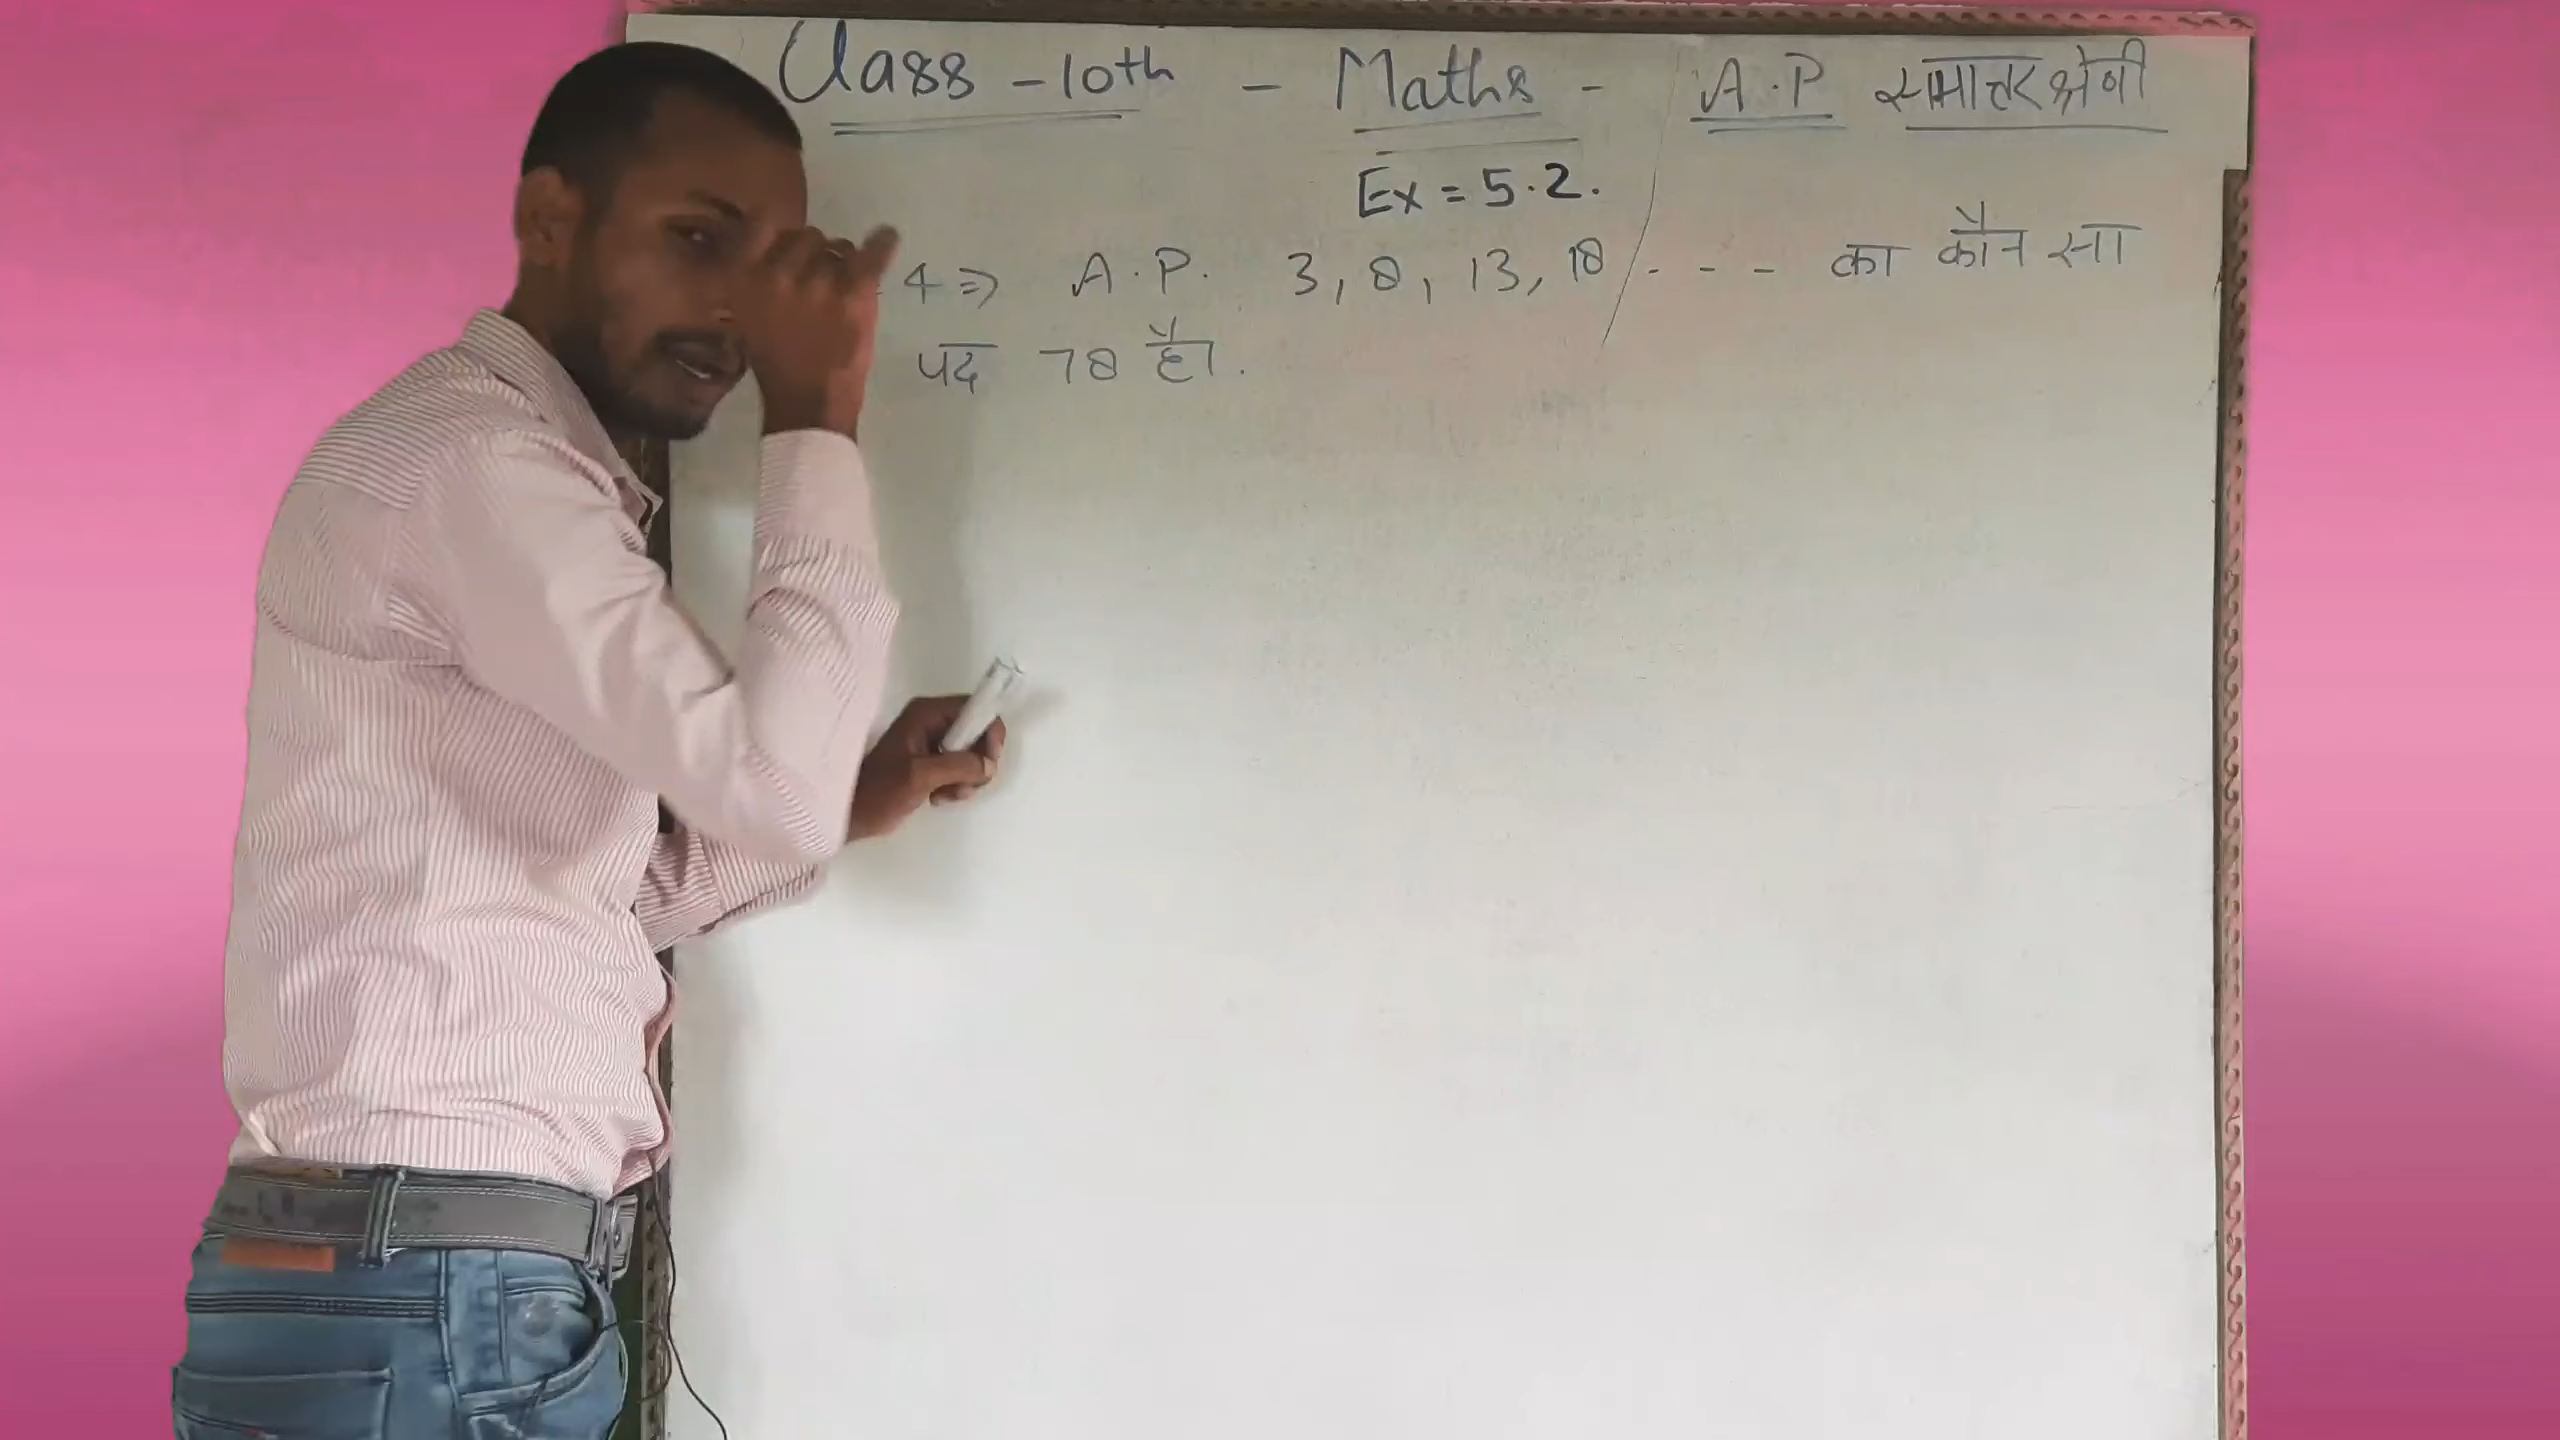 Class - 10th - Maths - A.P समान्तर श्रेणी
Ex = 5.2.
4 ⇒ A.P. 3, 8, 13, 18 - - - का कौन सा
पद 78 है।.